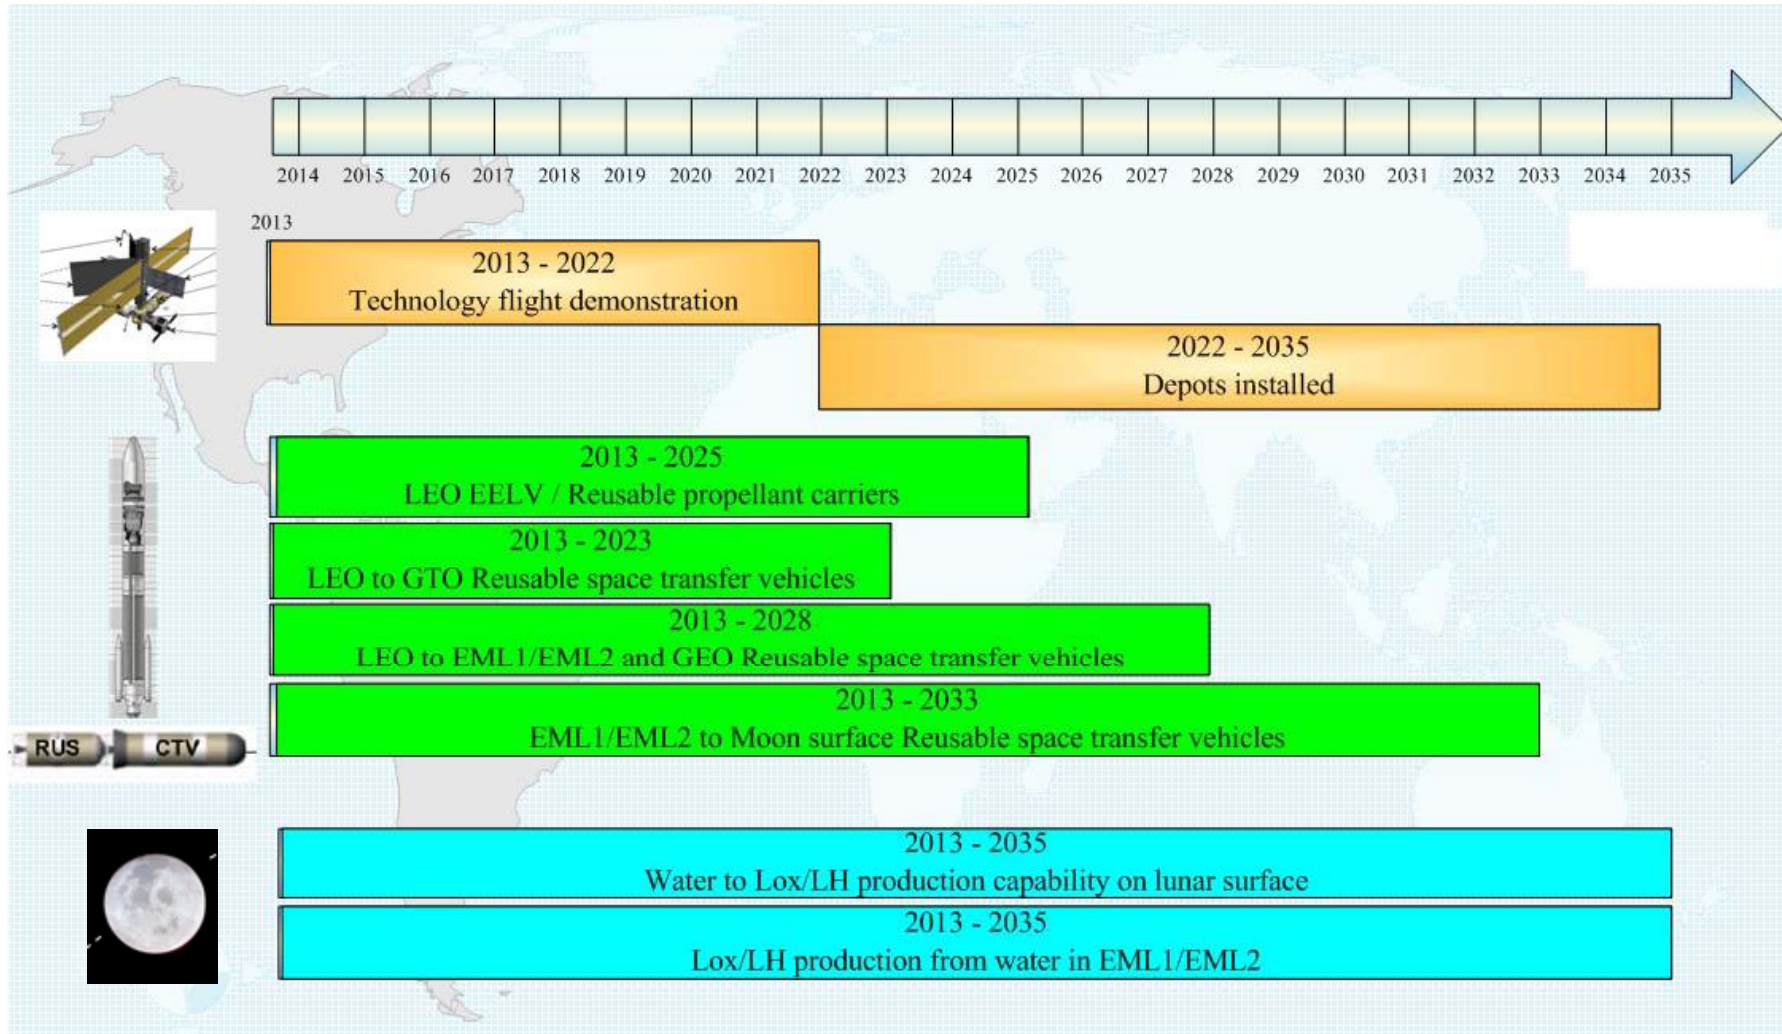 2014 2015 2016 2017 2018 2019 2020 2021 2022 2023 2024 2025 2026 2027 2028 2029 2030 2031 2032 2033 2034 2035
2013
2013 - 2022
Technology flight demonstration
2022 - 2035
Depots installed
2013 - 2025
LEO EELV / Reusable propellant carriers
2013 - 2023
LEO to GTO Reusable space transfer vehicles
2013 - 2028
LEO to EML1/EML2 and GEO Reusable space transfer vehicles
2013 - 2033
EML1/EML2 to Moon surface Reusable space transfer vehicles
RUS CTV
2013 - 2035
Water to Lox/LH production capability on lunar surface
2013 - 2035
Lox/LH production from water in EML1/EML2